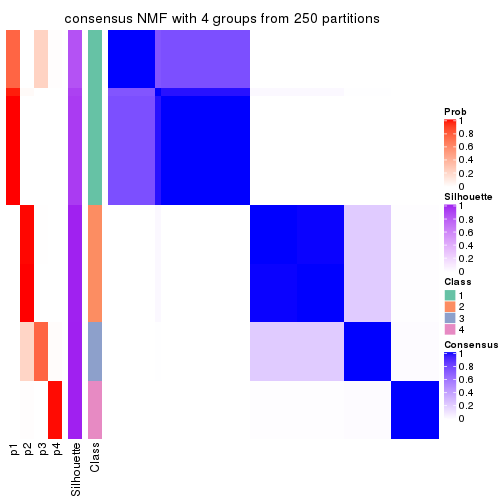 consensus NMF with 4 groups from 250 partitions
Prob
1
0.8
0.6
0.4
0.2
0
Silhouette
1
0.8
0.6
0.4
0.2
0
Class
1
2
3
4
Consensus
1
0.8
0.6
0.4
0.2
0
p1
p2
p3
p4
Silhouette
Class